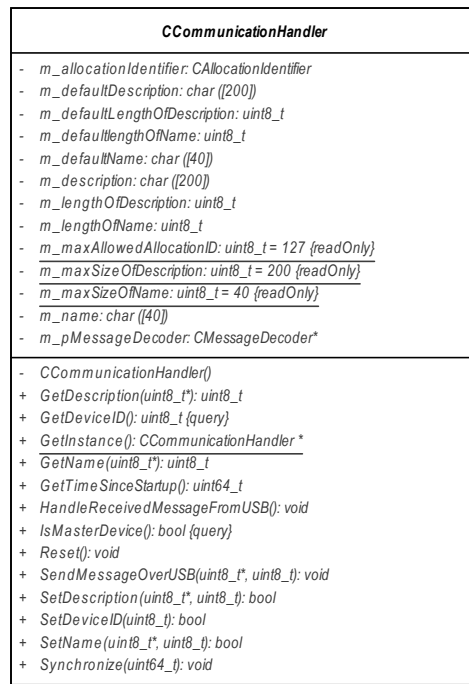 CCommunicationHandler
- m_allocationIdentifier: CAllocationIdentifier
- m_defaultDescription: char ([200])
- m_defaultLengthOfDescription: uint8_t
- m_defaultlengthOfName: uint8_t
- m_defaultName: char ([40])
- m_description: char ([200])
- m_lengthOfDescription: uint8_t
- m_lengthOfName: uint8_t
- m_maxAllowedAllocationID: uint8_t = 127 {readOnly}
- m_maxSizeOfDescription: uint8_t = 200 {readOnly}
- m_maxSizeOfName: uint8_t = 40 {readOnly}
- m_name: char ([40])
- m_pMessageDecoder: CMessageDecoder*
- CCommunicationHandler()
+ GetDescription(uint8_t*): uint8_t
+ GetDeviceID(): uint8_t {query}
+ GetInstance(): CCommunicationHandler *
+ GetName(uint8_t*): uint8_t
+ GetTimeSinceStartup(): uint64_t
+ HandleReceivedMessageFromUSB(): void
+ IsMasterDevice(): bool {query}
+ Reset(): void
+ SendMessageOverUSB(uint8_t*, uint8_t): void
+ SetDescription(uint8_t*, uint8_t): bool
+ SetDeviceID(uint8_t): bool
+ SetName(uint8_t*, uint8_t): bool
+ Synchronize(uint64_t): void